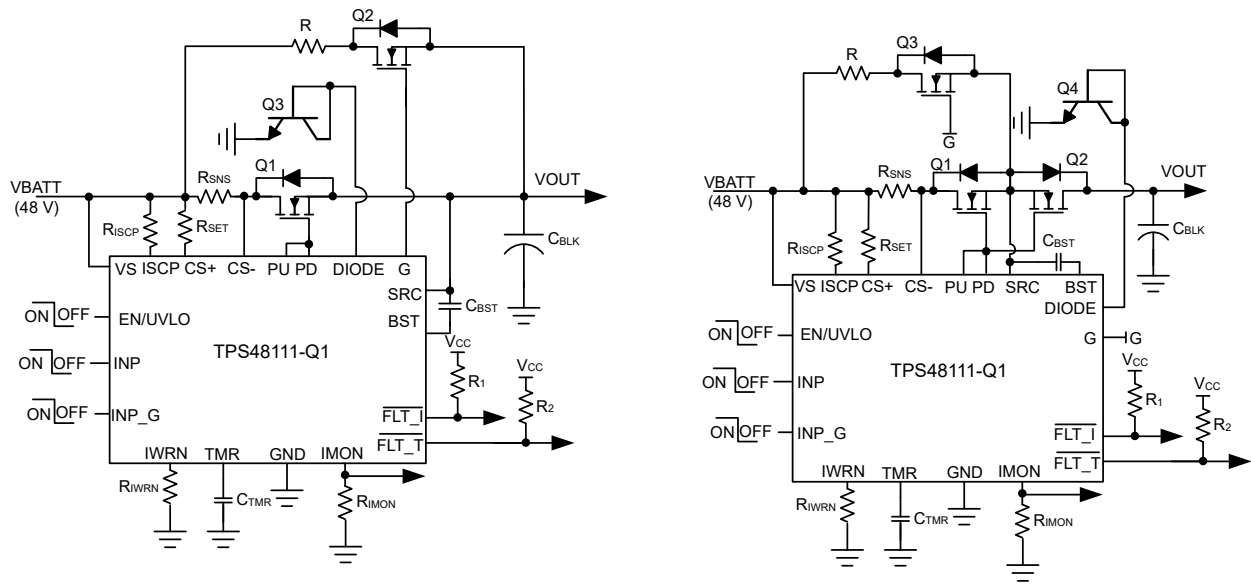 Q2
R
Q3
Q1
RSNS
VBATT
(48 V)
VOUT
RISCP
RSET
CBLK
VS ISCP CS+ CS- PU PD DIODE G
SRC
CBST
BST
ON OFF EN/UVLO
TPS48111-Q1
VCC
ON OFF INP
R1
VCC
R2
ON OFF INP_G
FLT_I
FLT_T
IWRN TMR GND IMON
RIWRN
CTMR
RIMON
Q3
R
Q4
G
Q1
Q2
RSNS
VBATT
(48 V)
VOUT
RISCP
RSET
CBST
CBLK
VS ISCP CS+ CS- PU PD SRC BST
DIODE
ON OFF EN/UVLO
G G
TPS48111-Q1
VCC
ON OFF INP
R1
VCC
R2
ON OFF INP_G
FLT_I
FLT_T
IWRN TMR GND IMON
RIWRN
CTMR
RIMON